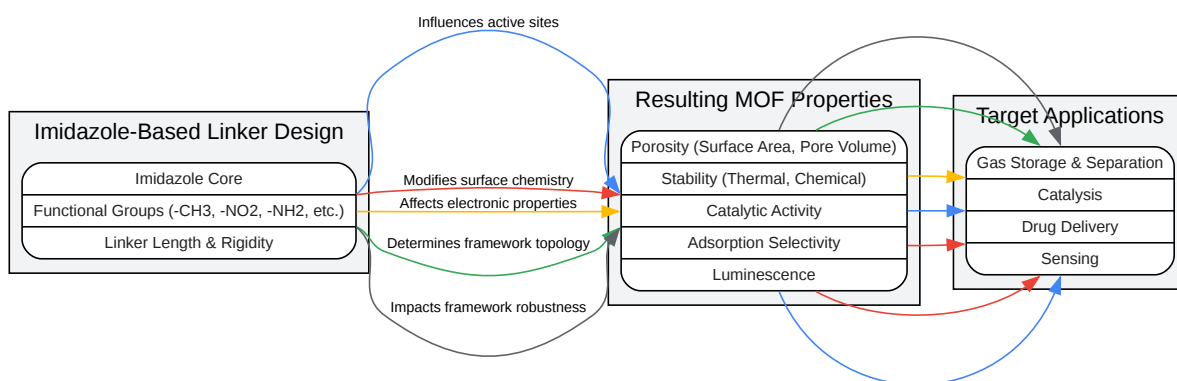 Influences active sites
Imidazole-Based Linker Design
Imidazole Core
Functional Groups (-CH3, -NO2, -NH2, etc.)
Linker Length & Rigidity
Modifies surface chemistry
Affects electronic properties
Determines framework topology
Impacts framework robustness
Resulting MOF Properties
Porosity (Surface Area, Pore Volume)
Stability (Thermal, Chemical)
Catalytic Activity
Adsorption Selectivity
Luminescence
Target Applications
Gas Storage & Separation
Catalysis
Drug Delivery
Sensing